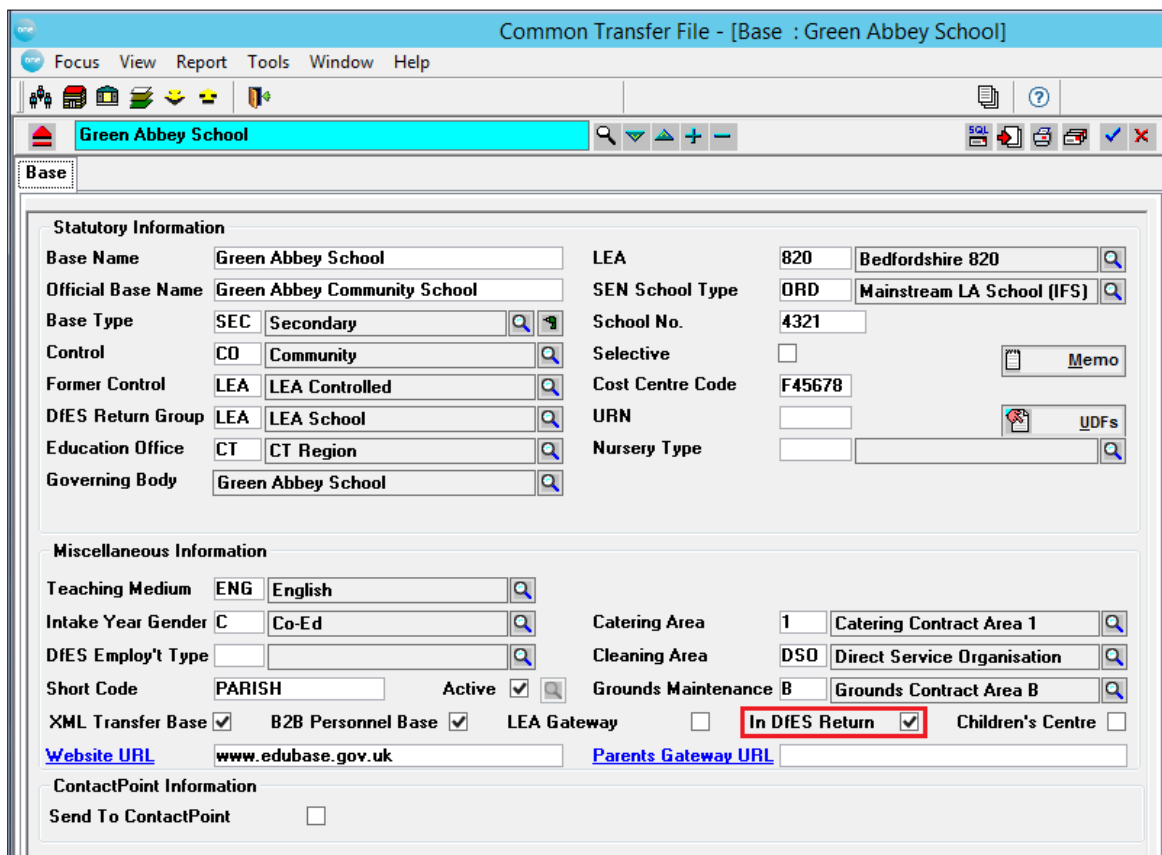 Common Transfer File - [Base : Green Abbey School]
one Focus View Report Tools Window Help
Green Abbey School SQL
Base
Statutory Information
Base Name Green Abbey School LEA 820 Bedfordshire 820
Official Base Name Green Abbey Community School SEN School Type ORD Mainstream LA School (IFS)
Base Type SEC Secondary School No. 4321
Control CO Community Selective Memo
Former Control LEA LEA Controlled Cost Centre Code F45678
DfES Return Group LEA LEA School URN UDFs
Education Office CT CT Region Nursery Type
Governing Body Green Abbey School
Miscellaneous Information
Teaching Medium ENG English
Intake Year Gender C Co-Ed Catering Area 1 Catering Contract Area 1
DfES Employ't Type Cleaning Area DSO Direct Service Organisation
Short Code PARISH Active Grounds Maintenance B Grounds Contract Area B
XML Transfer Base B2B Personnel Base LEA Gateway In DfES Return Children's Centre
Website URL www.edubase.gov.uk Parents Gateway URL
ContactPoint Information
Send To ContactPoint